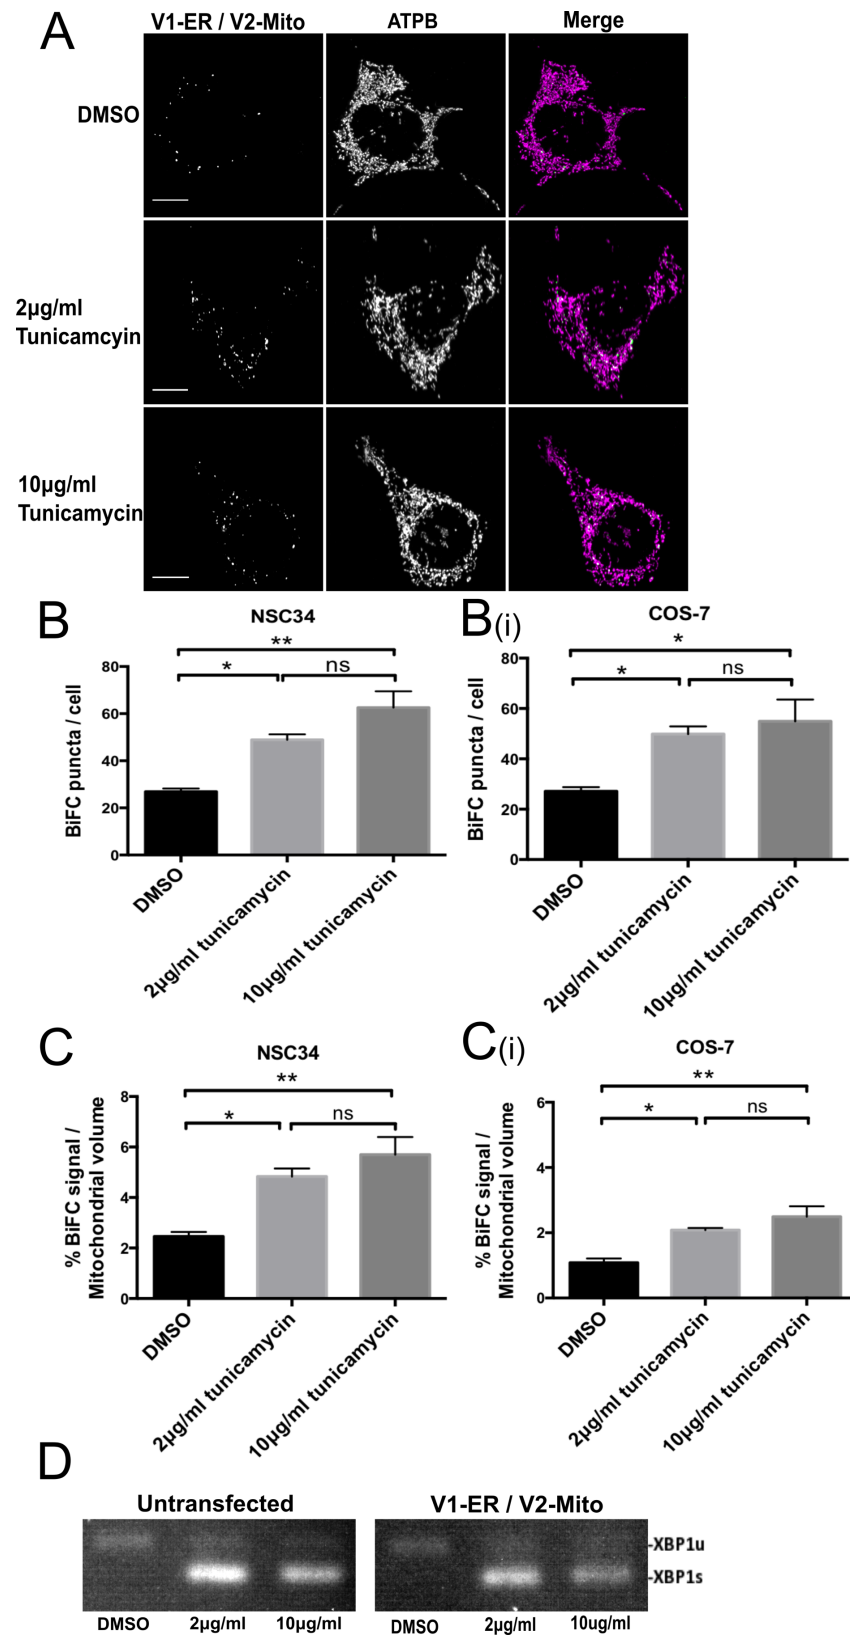 A
V1-ER / V2-Mito ATPB Merge
DMSO
2µg/ml
Tunicamcyin
10µg/ml
Tunicamycin
B
NSC34
**
* ns
80
60
40
20
0
BiFC puncta / cell
DMSO
2µg/ml tunicamycin
10µg/ml tunicamycin
B(i)
COS-7
*
* ns
80
60
40
20
0
BiFC puncta / cell
DMSO
2µg/ml tunicamycin
10µg/ml tunicamycin
C
NSC34
**
* ns
8
6
4
2
0
% BiFC signal /
Mitochondrial volume
DMSO
2µg/ml tunicamycin
10µg/ml tunicamycin
C(i)
COS-7
**
* ns
6
4
2
0
% BiFC signal /
Mitochondrial volume
DMSO
2µg/ml tunicamycin
10µg/ml tunicamycin
D
Untransfected V1-ER / V2-Mito
-XBP1u
-XBP1s
DMSO 2µg/ml 10µg/ml DMSO 2µg/ml 10ug/ml